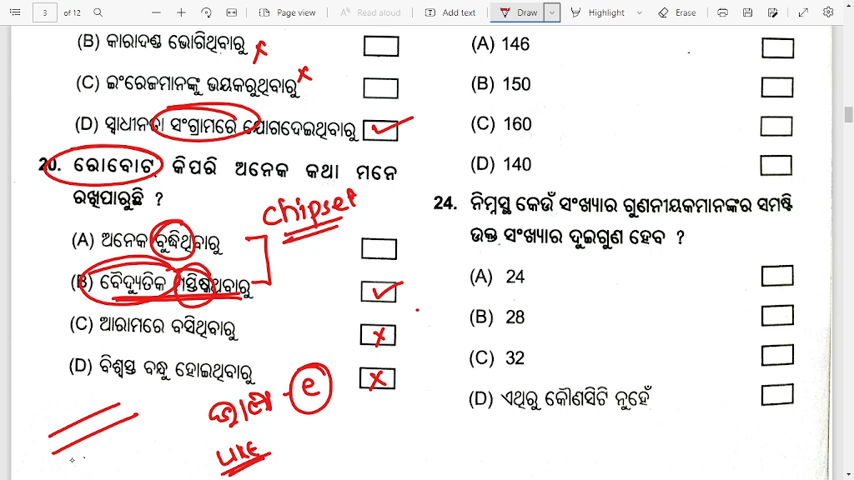 3 of 12
Page view
Read aloud
Add text
Draw
Highlight
Erase
(B) କାରାଦଣ୍ଡ ଭୋଗିଥିବାରୁ
(C) ଇଂରେଜମାନଙ୍କୁ ଭୟକରୁଥିବାରୁ
(D) ସ୍ଵାଧୀନତା ସଂଗ୍ରାମରେ ଯୋଗଦେଇଥିବାରୁ
20. ରୋବୋଟ କିପରି ଅନେକ କଥା ମନେ
ରଖିପାରୁଛି ?
chipset
(A) ଅନେକ ବୁଦ୍ଧିଥିବାରୁ
(B) ବୈଦ୍ୟୁତିକ ମସ୍ତିଷ୍କଥିବାରୁ
(C) ଆରାମରେ ବସିଥିବାରୁ
(D) ବିଶ୍ଵସ୍ତ ବନ୍ଧୁ ହୋଇଥିବାରୁ
e
(A) 146
(B) 150
(C) 160
(D) 140
24. ନିମ୍ନସ୍ଥ କେଉଁ ସଂଖ୍ୟାର ଗୁଣନୀୟକମାନଙ୍କର ସମଷ୍ଟି
ଉକ୍ତ ସଂଖ୍ୟାର ଦୁଇଗୁଣ ହେବ ?
(A) 24
(B) 28
(C) 32
(D) ଏଥିରୁ କୌଣସିଟି ନୁହେଁ